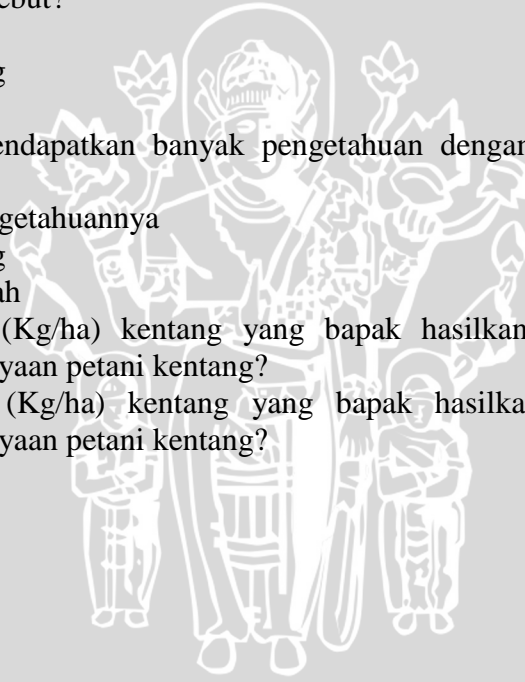 ebut?
g
endapatkan banyak pengetahuan dengan
getahuannya
g
ah
(Kg/ha) kentang yang bapak hasilkan
yaan petani kentang?
(Kg/ha) kentang yang bapak hasilka
yaan petani kentang?